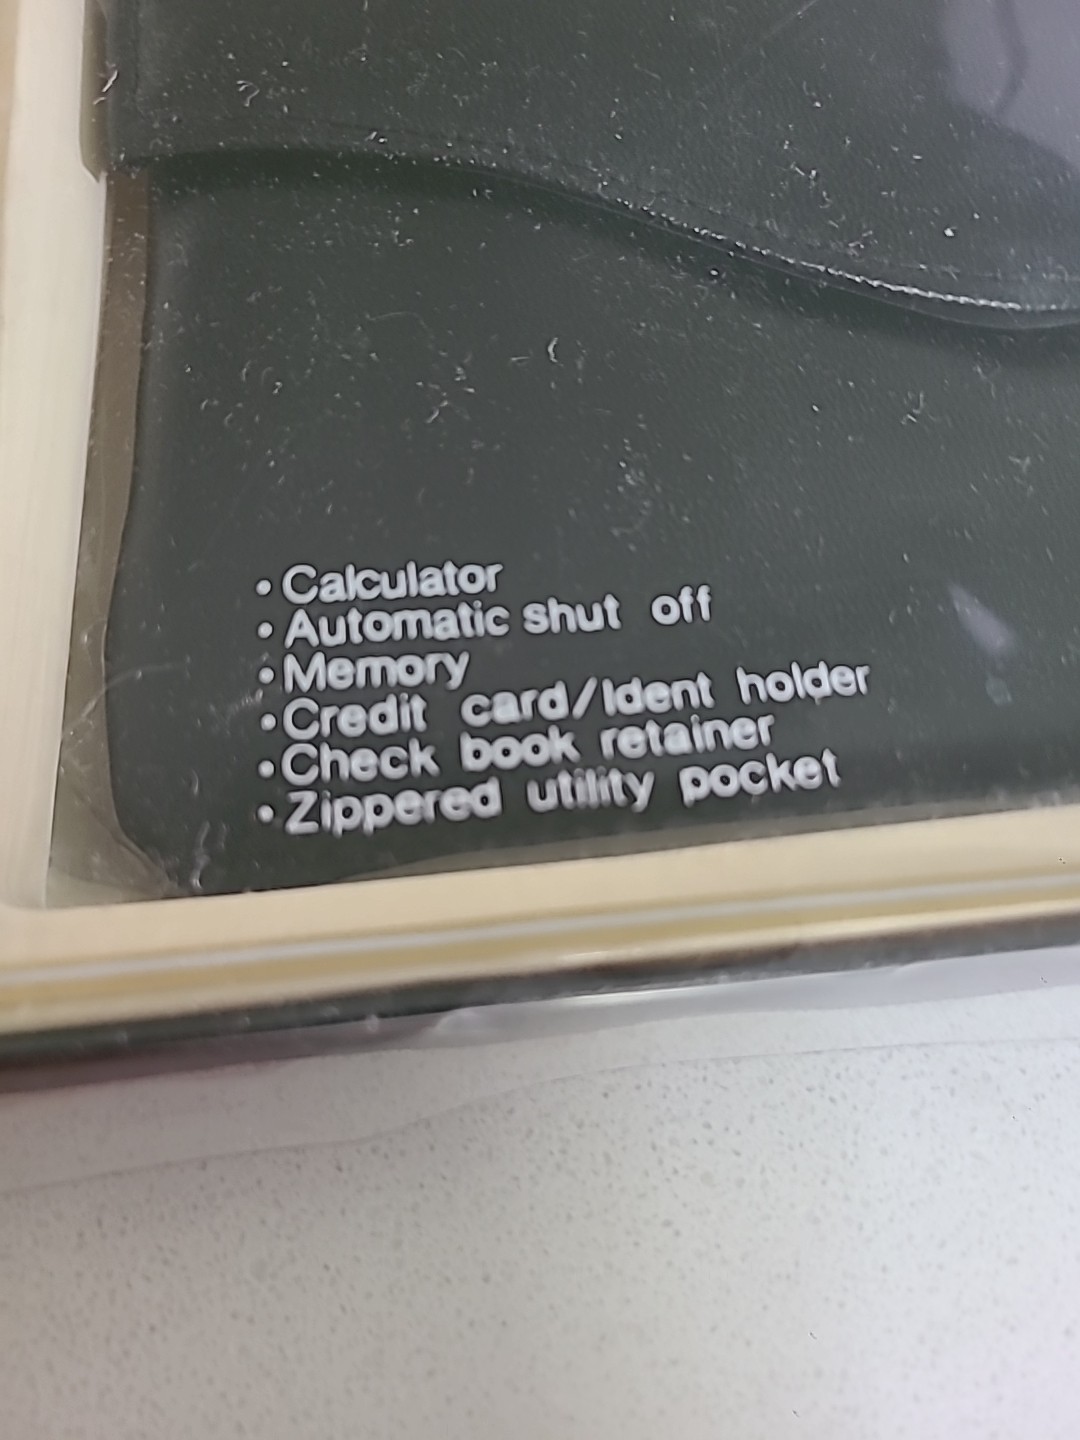 • Calculator
• Automatic shut off
• Memory
• Credit card/Ident holder
• Check book retainer
• Zippered utility pocket